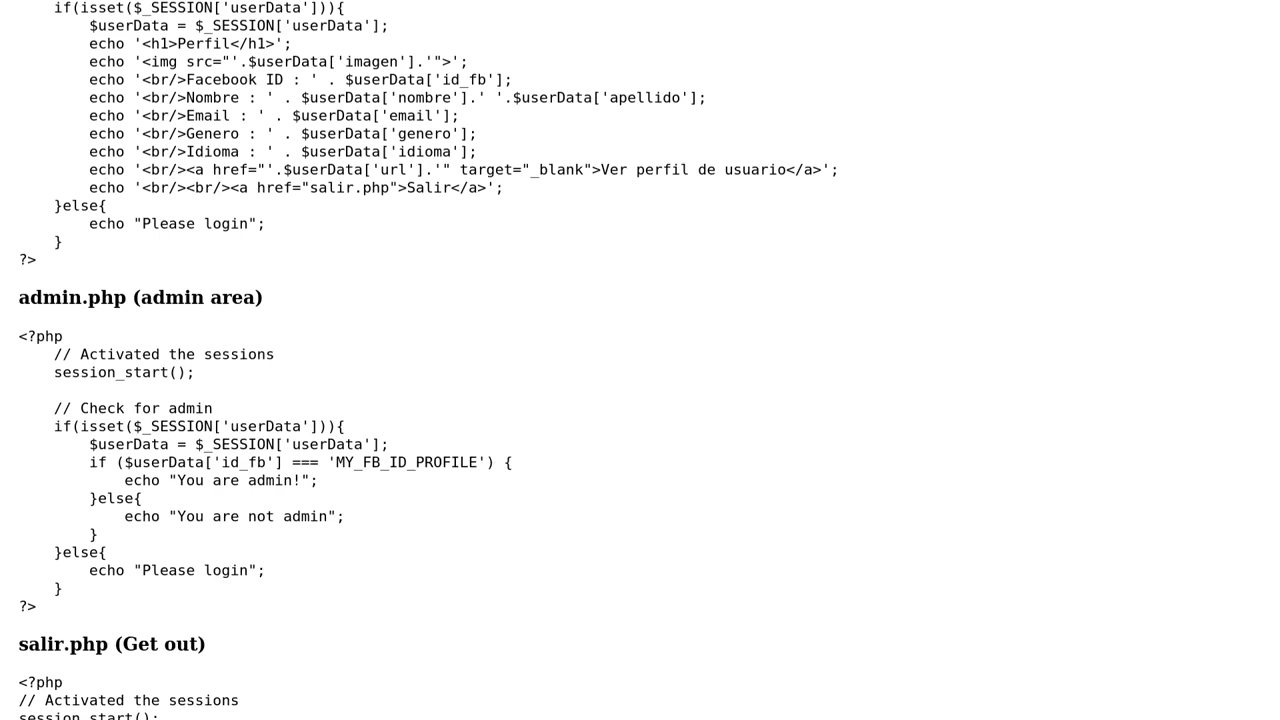 if(isset($_SESSION['userData'])){
$userData = $_SESSION['userData'];
echo '<h1>Perfil</h1>';
echo '<img src="'.$userData['imagen'].'">';
echo '<br/>Facebook ID : ' . $userData['id_fb'];
echo '<br/>Nombre : ' . $userData['nombre'].' '.$userData['apellido'];
echo '<br/>Email : ' . $userData['email'];
echo '<br/>Genero : ' . $userData['genero'];
echo '<br/>Idioma : ' . $userData['idioma'];
echo '<br/><a href="'.$userData['url'].'" target="_blank">Ver perfil de usuario</a>';
echo '<br/><br/><a href="salir.php">Salir</a>';
}else{
echo "Please login";
}
?>
admin.php (admin area)
<?php
// Activated the sessions
session_start();
// Check for admin
if(isset($_SESSION['userData'])){
$userData = $_SESSION['userData'];
if ($userData['id_fb'] === 'MY_FB_ID_PROFILE') {
echo "You are admin!";
}else{
echo "You are not admin";
}
}else{
echo "Please login";
}
?>
salir.php (Get out)
<?php
// Activated the sessions
session_start();